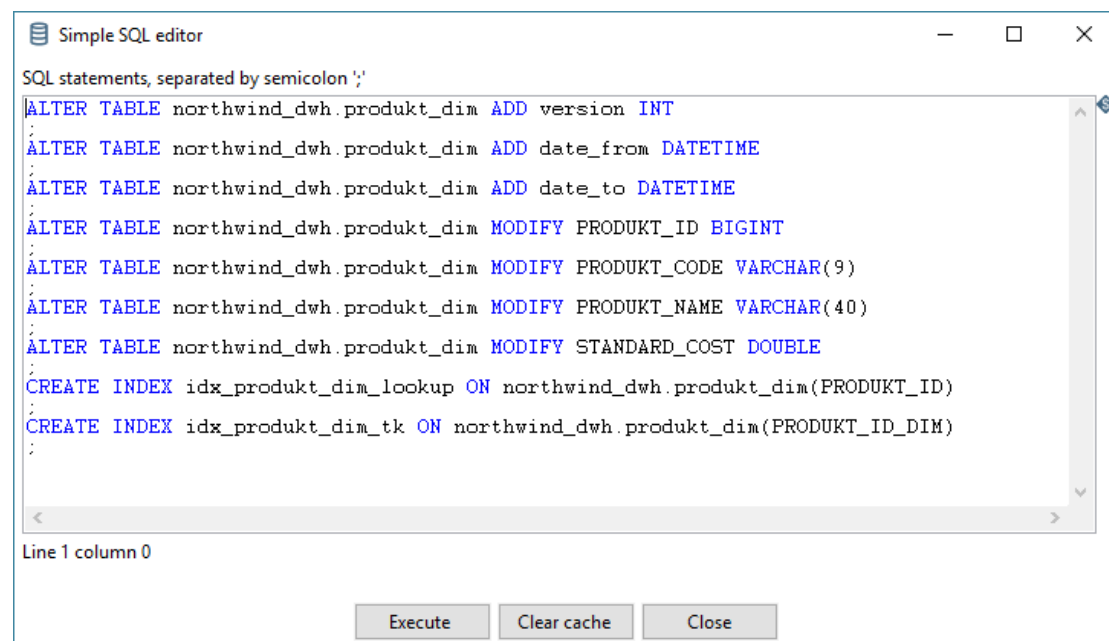 Simple SQL editor
SQL statements, separated by semicolon ';'
ALTER TABLE northwind_dwh.produkt_dim ADD version INT
;
ALTER TABLE northwind_dwh.produkt_dim ADD date_from DATETIME
;
ALTER TABLE northwind_dwh.produkt_dim ADD date_to DATETIME
;
ALTER TABLE northwind_dwh.produkt_dim MODIFY PRODUKT_ID BIGINT
;
ALTER TABLE northwind_dwh.produkt_dim MODIFY PRODUKT_CODE VARCHAR(9)
;
ALTER TABLE northwind_dwh.produkt_dim MODIFY PRODUKT_NAME VARCHAR(40)
;
ALTER TABLE northwind_dwh.produkt_dim MODIFY STANDARD_COST DOUBLE
;
CREATE INDEX idx_produkt_dim_lookup ON northwind_dwh.produkt_dim(PRODUKT_ID)
;
CREATE INDEX idx_produkt_dim_tk ON northwind_dwh.produkt_dim(PRODUKT_ID_DIM)
;
Line 1 column 0
Execute Clear cache Close